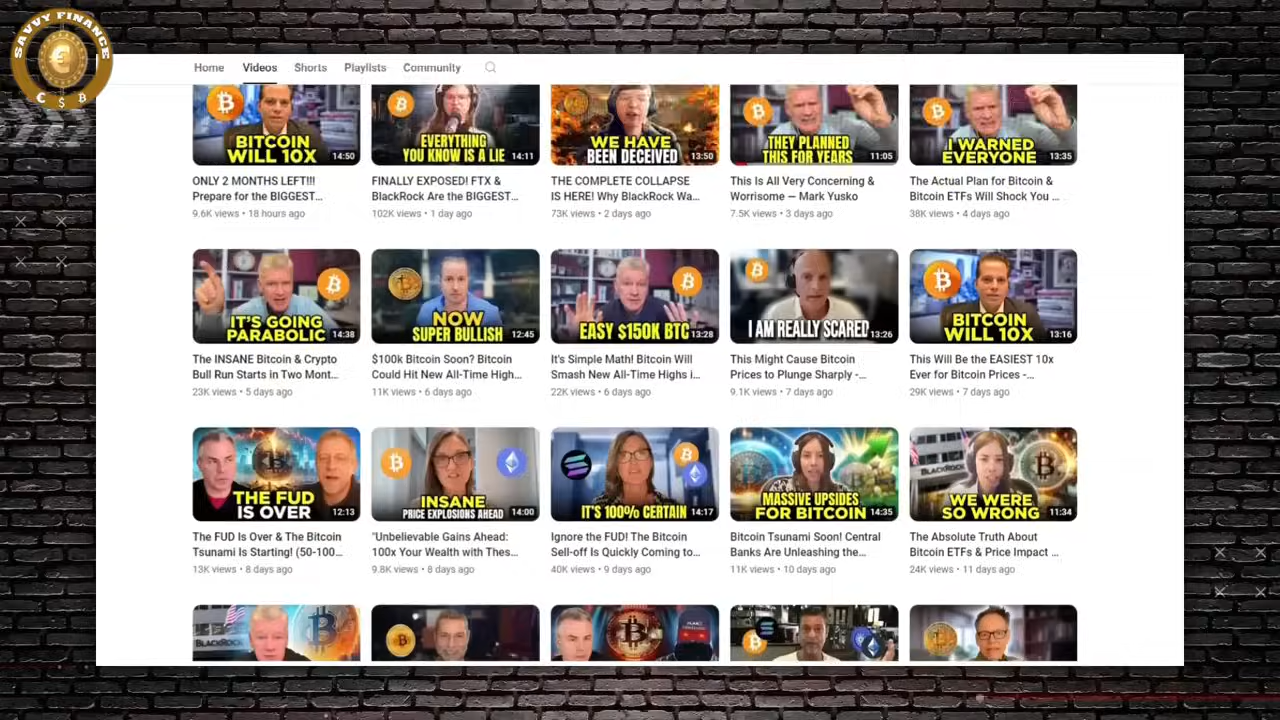 SAVVY FINANCE
€ $ B
Home Videos Shorts Playlists Community
BITCOIN
WILL 10X
14:50
EVERYTHING
YOU KNOW IS A LIE
14:11
WE HAVE
BEEN DECEIVED
13:50
THEY PLANNED
THIS FOR YEARS
11:05
I WARNED
EVERYONE
13:35
ONLY 2 MONTHS LEFT!!!
Prepare for the BIGGEST...
9.6K views • 18 hours ago
FINALLY EXPOSED! FTX &
BlackRock Are the BIGGEST...
102K views • 1 day ago
THE COMPLETE COLLAPSE
IS HERE! Why BlackRock Wa...
73K views • 2 days ago
This Is All Very Concerning &
Worrisome — Mark Yusko
7.5K views • 3 days ago
The Actual Plan for Bitcoin &
Bitcoin ETFs Will Shock You ...
38K views • 4 days ago
IT'S GOING
PARABOLIC
14:38
NOW
SUPER BULLISH
12:45
EASY $150K BTC
13:28
I AM REALLY SCARED
13:26
BITCOIN
WILL 10X
13:16
The INSANE Bitcoin & Crypto
Bull Run Starts in Two Mont...
23K views • 5 days ago
$100k Bitcoin Soon? Bitcoin
Could Hit New All-Time High...
11K views • 6 days ago
It's Simple Math! Bitcoin Will
Smash New All-Time Highs i...
22K views • 6 days ago
This Might Cause Bitcoin
Prices to Plunge Sharply -...
9.1K views • 7 days ago
This Will Be the EASIEST 10x
Ever for Bitcoin Prices -...
29K views • 7 days ago
THE FUD
IS OVER
12:13
INSANE
PRICE EXPLOSIONS AHEAD
14:00
IT'S 100% CERTAIN
14:17
MASSIVE UPSIDES
FOR BITCOIN
14:35
BLACKROCK
WE WERE
SO WRONG
11:34
The FUD Is Over & The Bitcoin
Tsunami Is Starting! (50-100...
13K views • 8 days ago
"Unbelievable Gains Ahead:
100x Your Wealth with Thes...
9.8K views • 8 days ago
Ignore the FUD! The Bitcoin
Sell-off Is Quickly Coming to...
40K views • 9 days ago
Bitcoin Tsunami Soon! Central
Banks Are Unleashing the...
11K views • 10 days ago
The Absolute Truth About
Bitcoin ETFs & Price Impact ...
24K views • 11 days ago
BLACKROCK